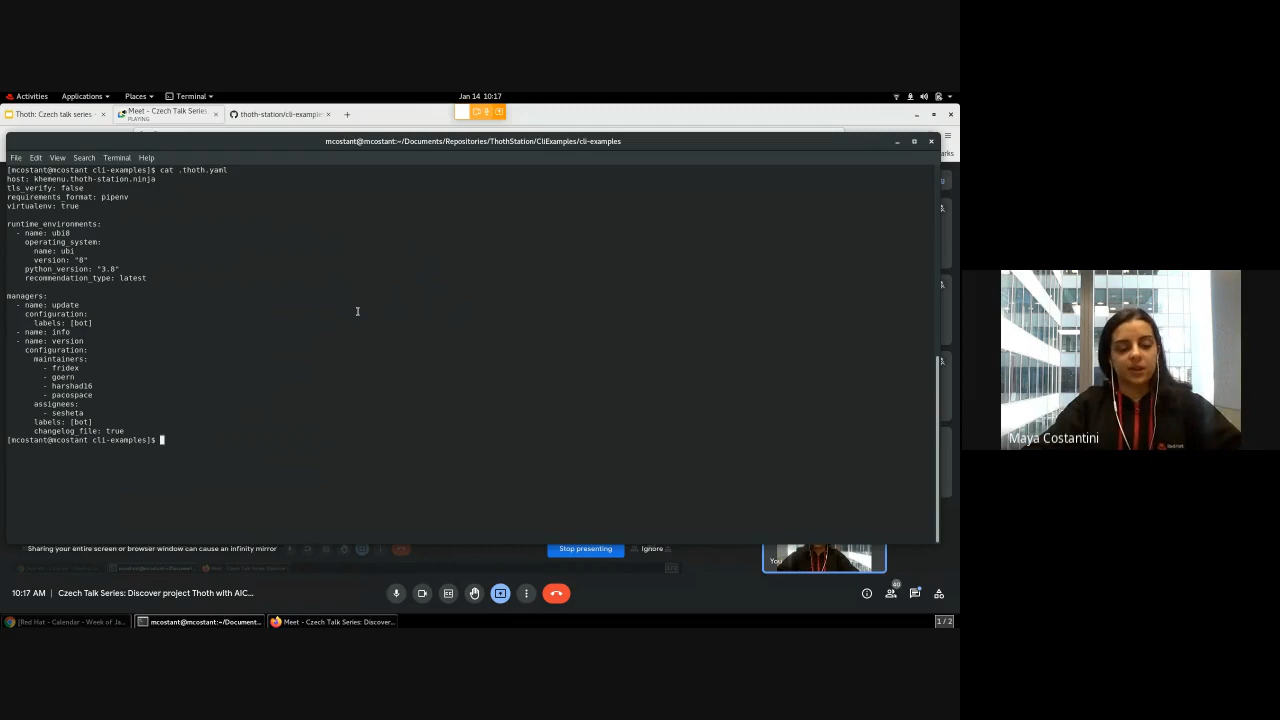 Activities Applications Places Terminal Jan 14 10:17
Thoth: Czech talk series - Meet - Czech Talk Series: thoth-station/cli-examples
PLAYING
mcostant@mcostant:~/Documents/Repositories/ThothStation/CliExamples/cli-examples
File Edit View Search Terminal Help
[mcostant@mcostant cli-examples]$ cat .thoth.yaml
host: khemenu.thoth-station.ninja
tls_verify: false
requirements_format: pipenv
virtualenv: true
runtime_environments:
- name: ubi8
operating_system:
name: ubi
version: "8"
python_version: "3.8"
recommendation_type: latest
managers:
- name: update
configuration:
labels: [bot]
- name: info
- name: version
configuration:
maintainers:
- fridex
- goern
- harshad16
- pacospace
assignees:
- sesheta
labels: [bot]
changelog_file: true
[mcostant@mcostant cli-examples]$
Sharing your entire screen or browser window can cause an infinity mirror
Stop presenting Ignore
You
40
10:17 AM | Czech Talk Series: Discover project Thoth with AIC...
[Red Hat - Calendar - Week of Ja... mcostant@mcostant:~/Document... Meet - Czech Talk Series: Discover... 1 / 2
Maya Costantini
Red Hat